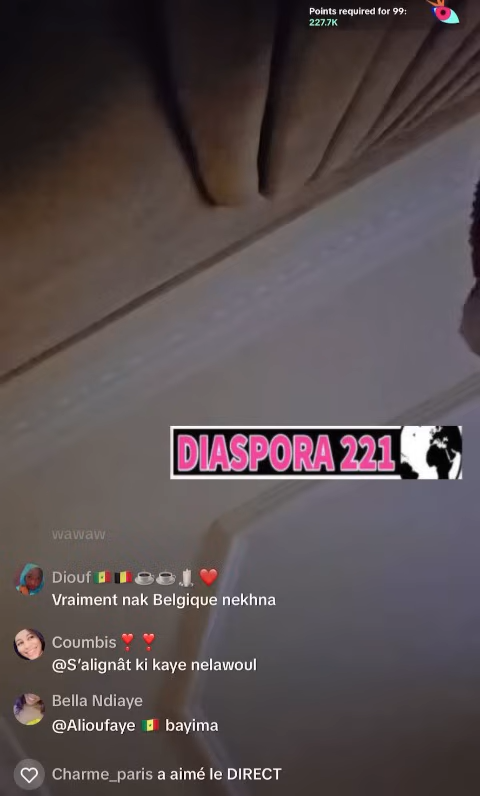 Points required for 99:
227.7K
DIASPORA 221
wawaw
Diouf🇸🇳🇧🇪☕☕🕯️❤️
Vraiment nak Belgique nekhna
Coumbis❣️❣️
@S’alignât ki kaye nelawoul
Bella Ndiaye
@Alioufaye 🇸🇳 bayima
Charme_paris a aimé le DIRECT